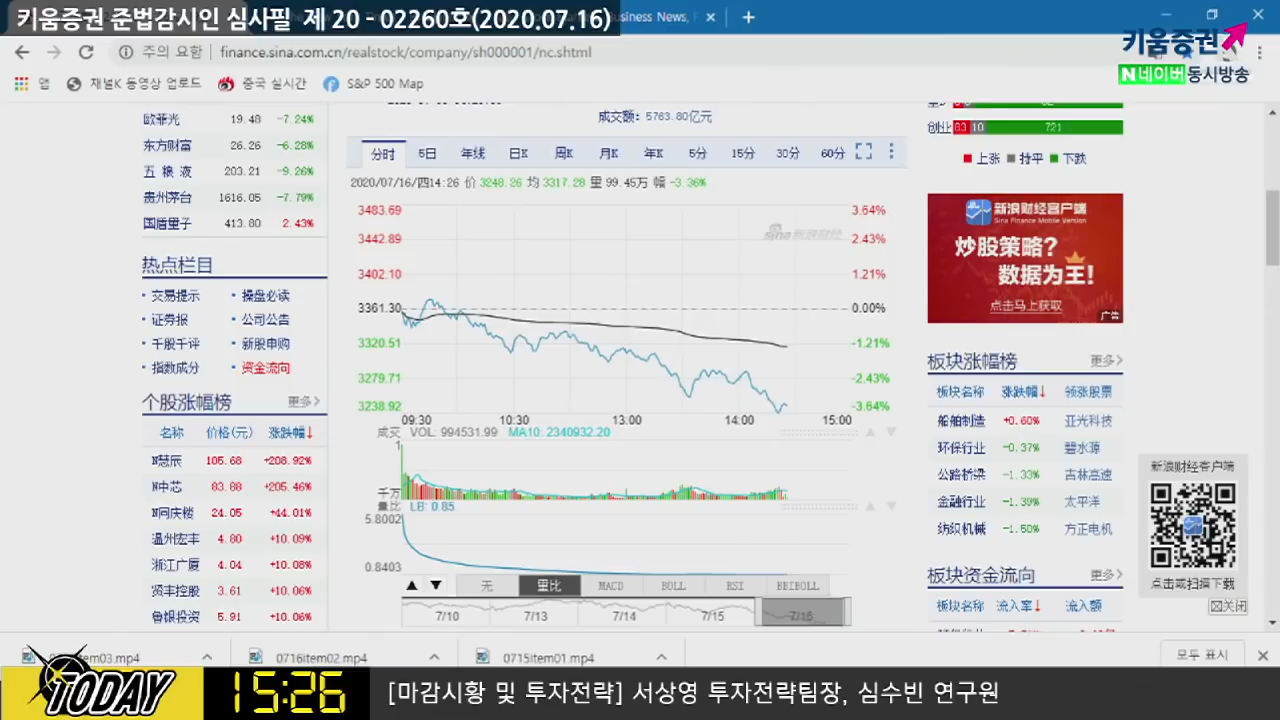 키움증권 준법감시인 심사필 제 20 - 02260호(2020.07.16)
usiness News,
키움증권
N네이버 동시방송
주의 요함
finance.sina.com.cn/realstock/company/sh000001/nc.shtml
앱
채널K 동영상 업로드
중국 실시간
S&P 500 Map
欧菲光 19.48 -7.24%
东方财富 26.26 -6.28%
五 粮 液 203.21 -9.26%
贵州茅台 1616.05 -7.79%
国盾量子 413.80 2.43%
热点栏目
· 交易提示 · 操盘必读
· 证券报 · 公司公告
· 千股千评 · 新股申购
· 指数成分 · 资金流向
个股涨幅榜 更多>
名称 价格(元) 涨跌幅↓
N慧辰 105.68 +208.92%
N中芯 83.88 +205.46%
N同庆楼 24.05 +44.01%
温州宏丰 4.80 +10.09%
浙江广厦 4.04 +10.08%
贤丰控股 3.61 +10.06%
鲁银投资 5.91 +10.06%
成交额: 5763.80亿元
分时 5日 年线 日K 周K 月K 年K 5分 15分 30分 60分
2020/07/16/四14:26 价 3248.26 均 3317.28 量 99.45万 幅 -3.36%
sina新浪财经
3483.69 3.64%
3442.89 2.43%
3402.10 1.21%
3361.30 0.00%
3320.51 -1.21%
3279.71 -2.43%
3238.92 -3.64%
09:30 10:30 13:00 14:00 15:00
成交 VOL: 994531.99 MA10: 2340932.20
1
千万
量比 LB: 0.85
5.8002
0.8403
▲ ▼ 无 量比 MACD BOLL RSI
7/10 7/13 7/14 7/15 7/16
创业 83 10 721
上涨 持平 下跌
新浪财经客户端
Sina Finance Mobile Version
炒股策略?
数据为王!
点击马上获取
广告
板块涨幅榜 更多>
板块名称 涨跌幅↓ 领涨股票
船舶制造 +0.60% 亚光科技
环保行业 -0.37% 碧水源
公路桥梁 -1.33% 吉林高速
金融行业 -1.39% 太平洋
纺织机械 -1.50% 方正电机
板块资金流向 更多>
板块名称 流入率↓ 流入额
新浪财经客户端
点击或扫描下载
关闭
item03.mp4
0716item02.mp4
0715item01.mp4
모두 표시
TODAY
15:26
[마감시황 및 투자전략] 서상영 투자전략팀장, 심수빈 연구원